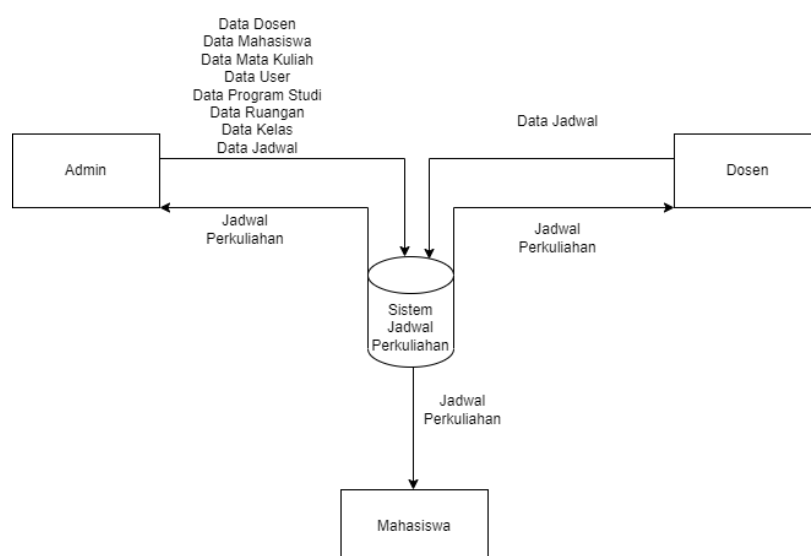 Data Dosen
Data Mahasiswa
Data Mata Kuliah
Data User
Data Program Studi
Data Ruangan
Data Kelas
Data Jadwal
Data Jadwal
Admin
Dosen
Jadwal
Perkuliahan
Jadwal
Perkuliahan
Sistem
Jadwal
Perkuliahan
Jadwal
Perkuliahan
Mahasiswa